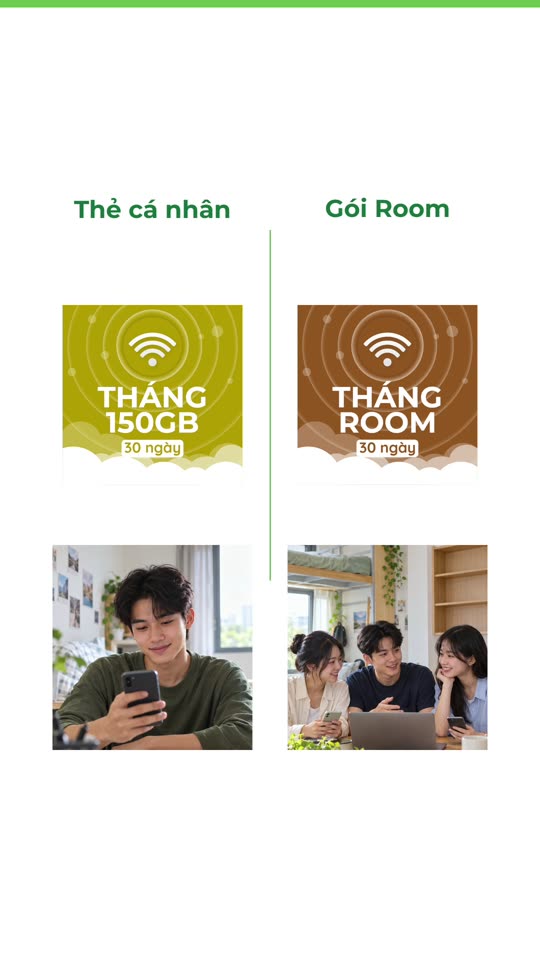 Thẻ cá nhân
Gói Room
THÁNG
150GB
30 ngày
THÁNG
ROOM
30 ngày